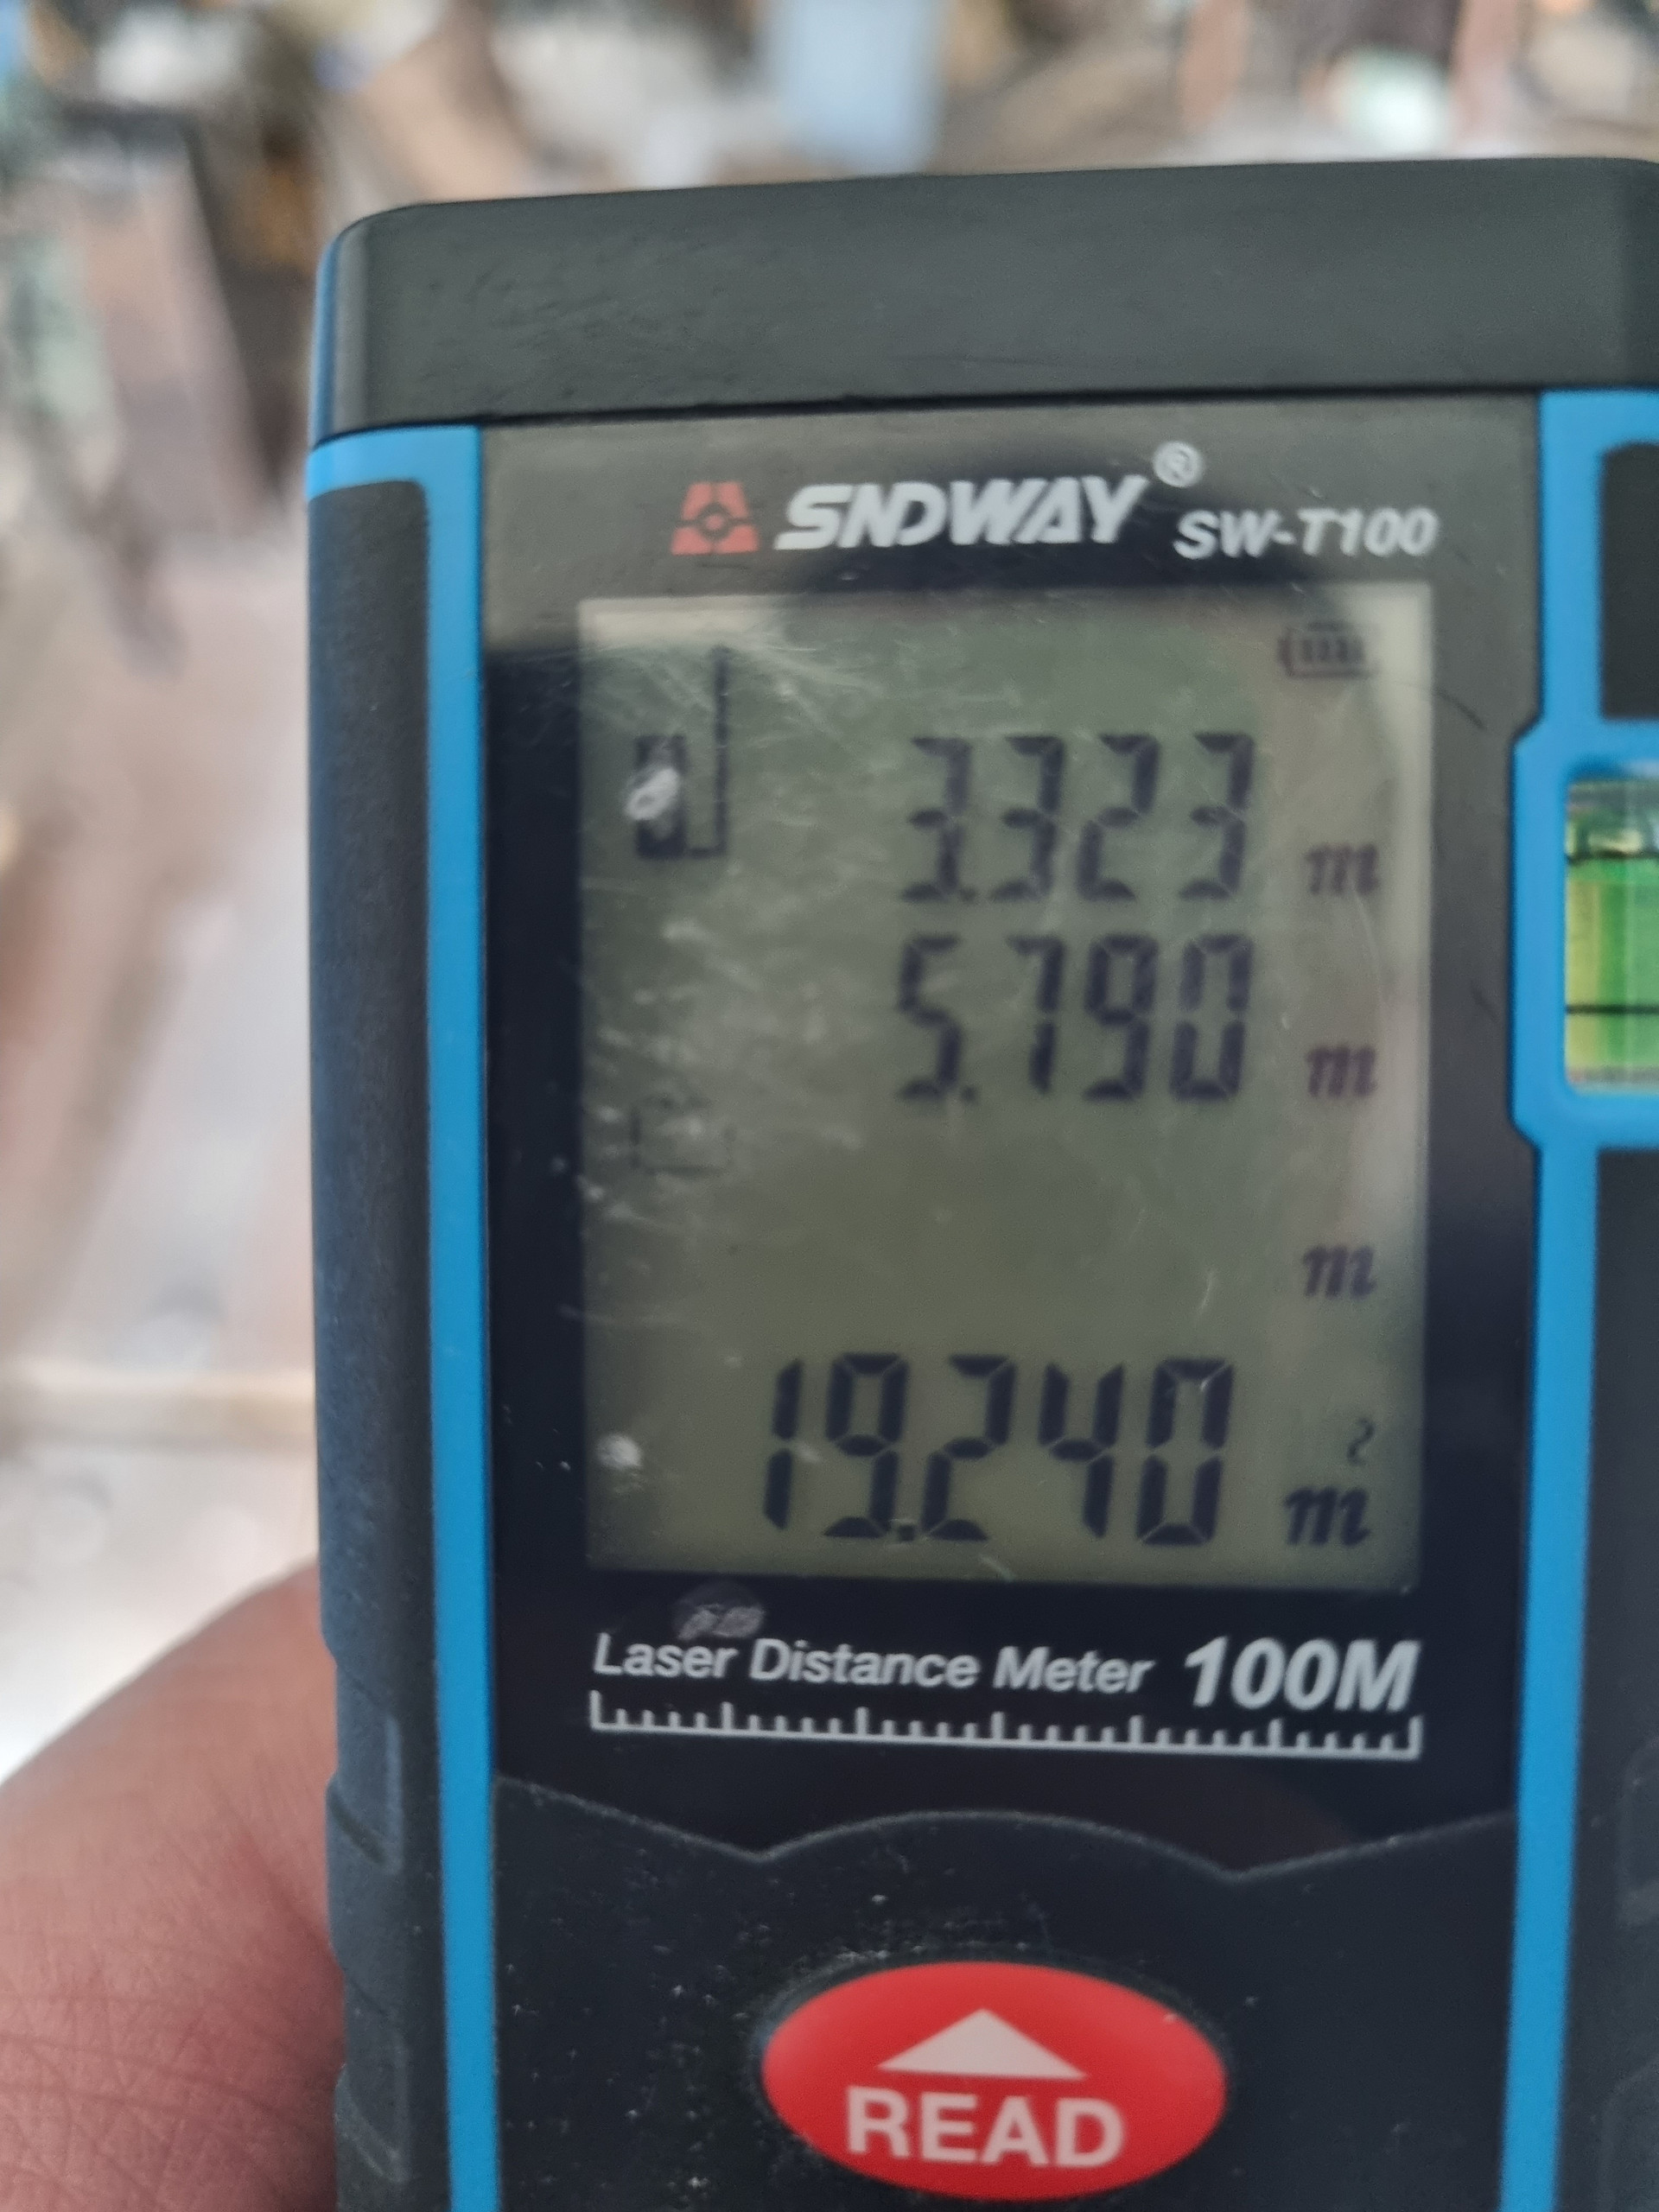 SNDWAY® SW-T100
3.323 m
5.790 m
m
19.240 m²
Laser Distance Meter 100M
READ